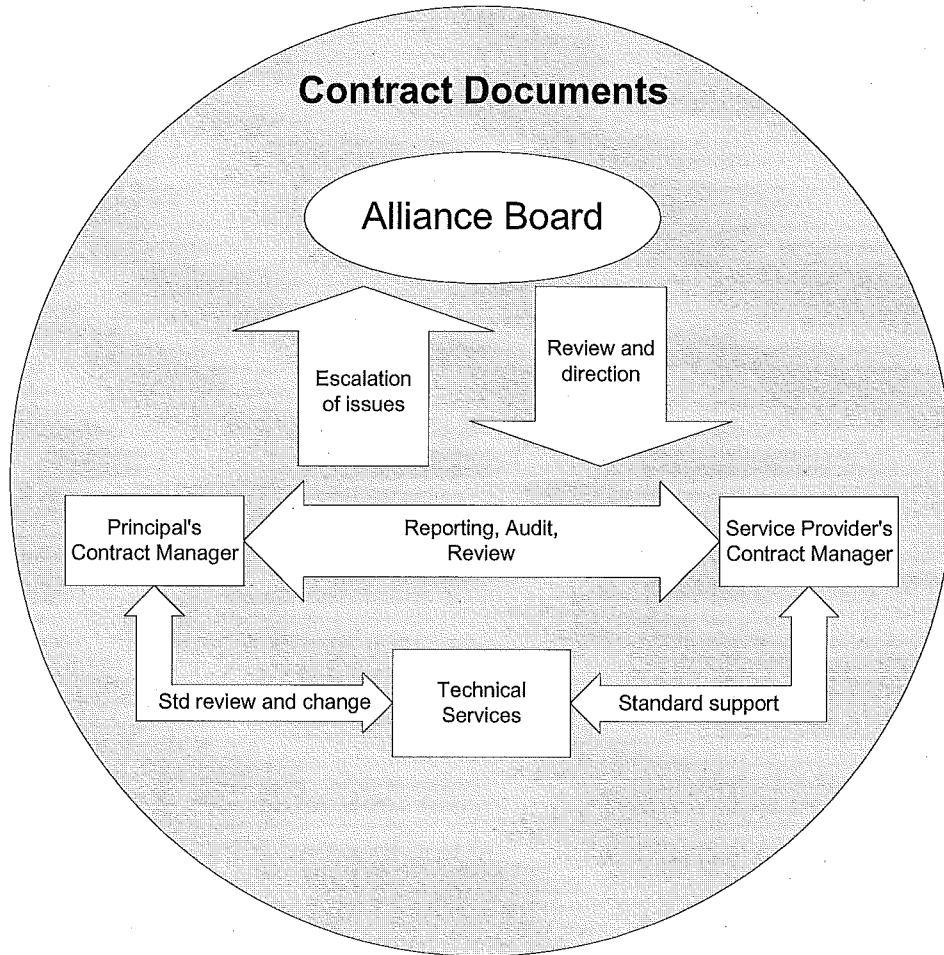 Contract Documents
Alliance Board
Escalation
of issues
Review and
direction
Principal's
Contract Manager
Reporting, Audit,
Review
Service Provider's
Contract Manager
Std review and change
Technical
Services
Standard support